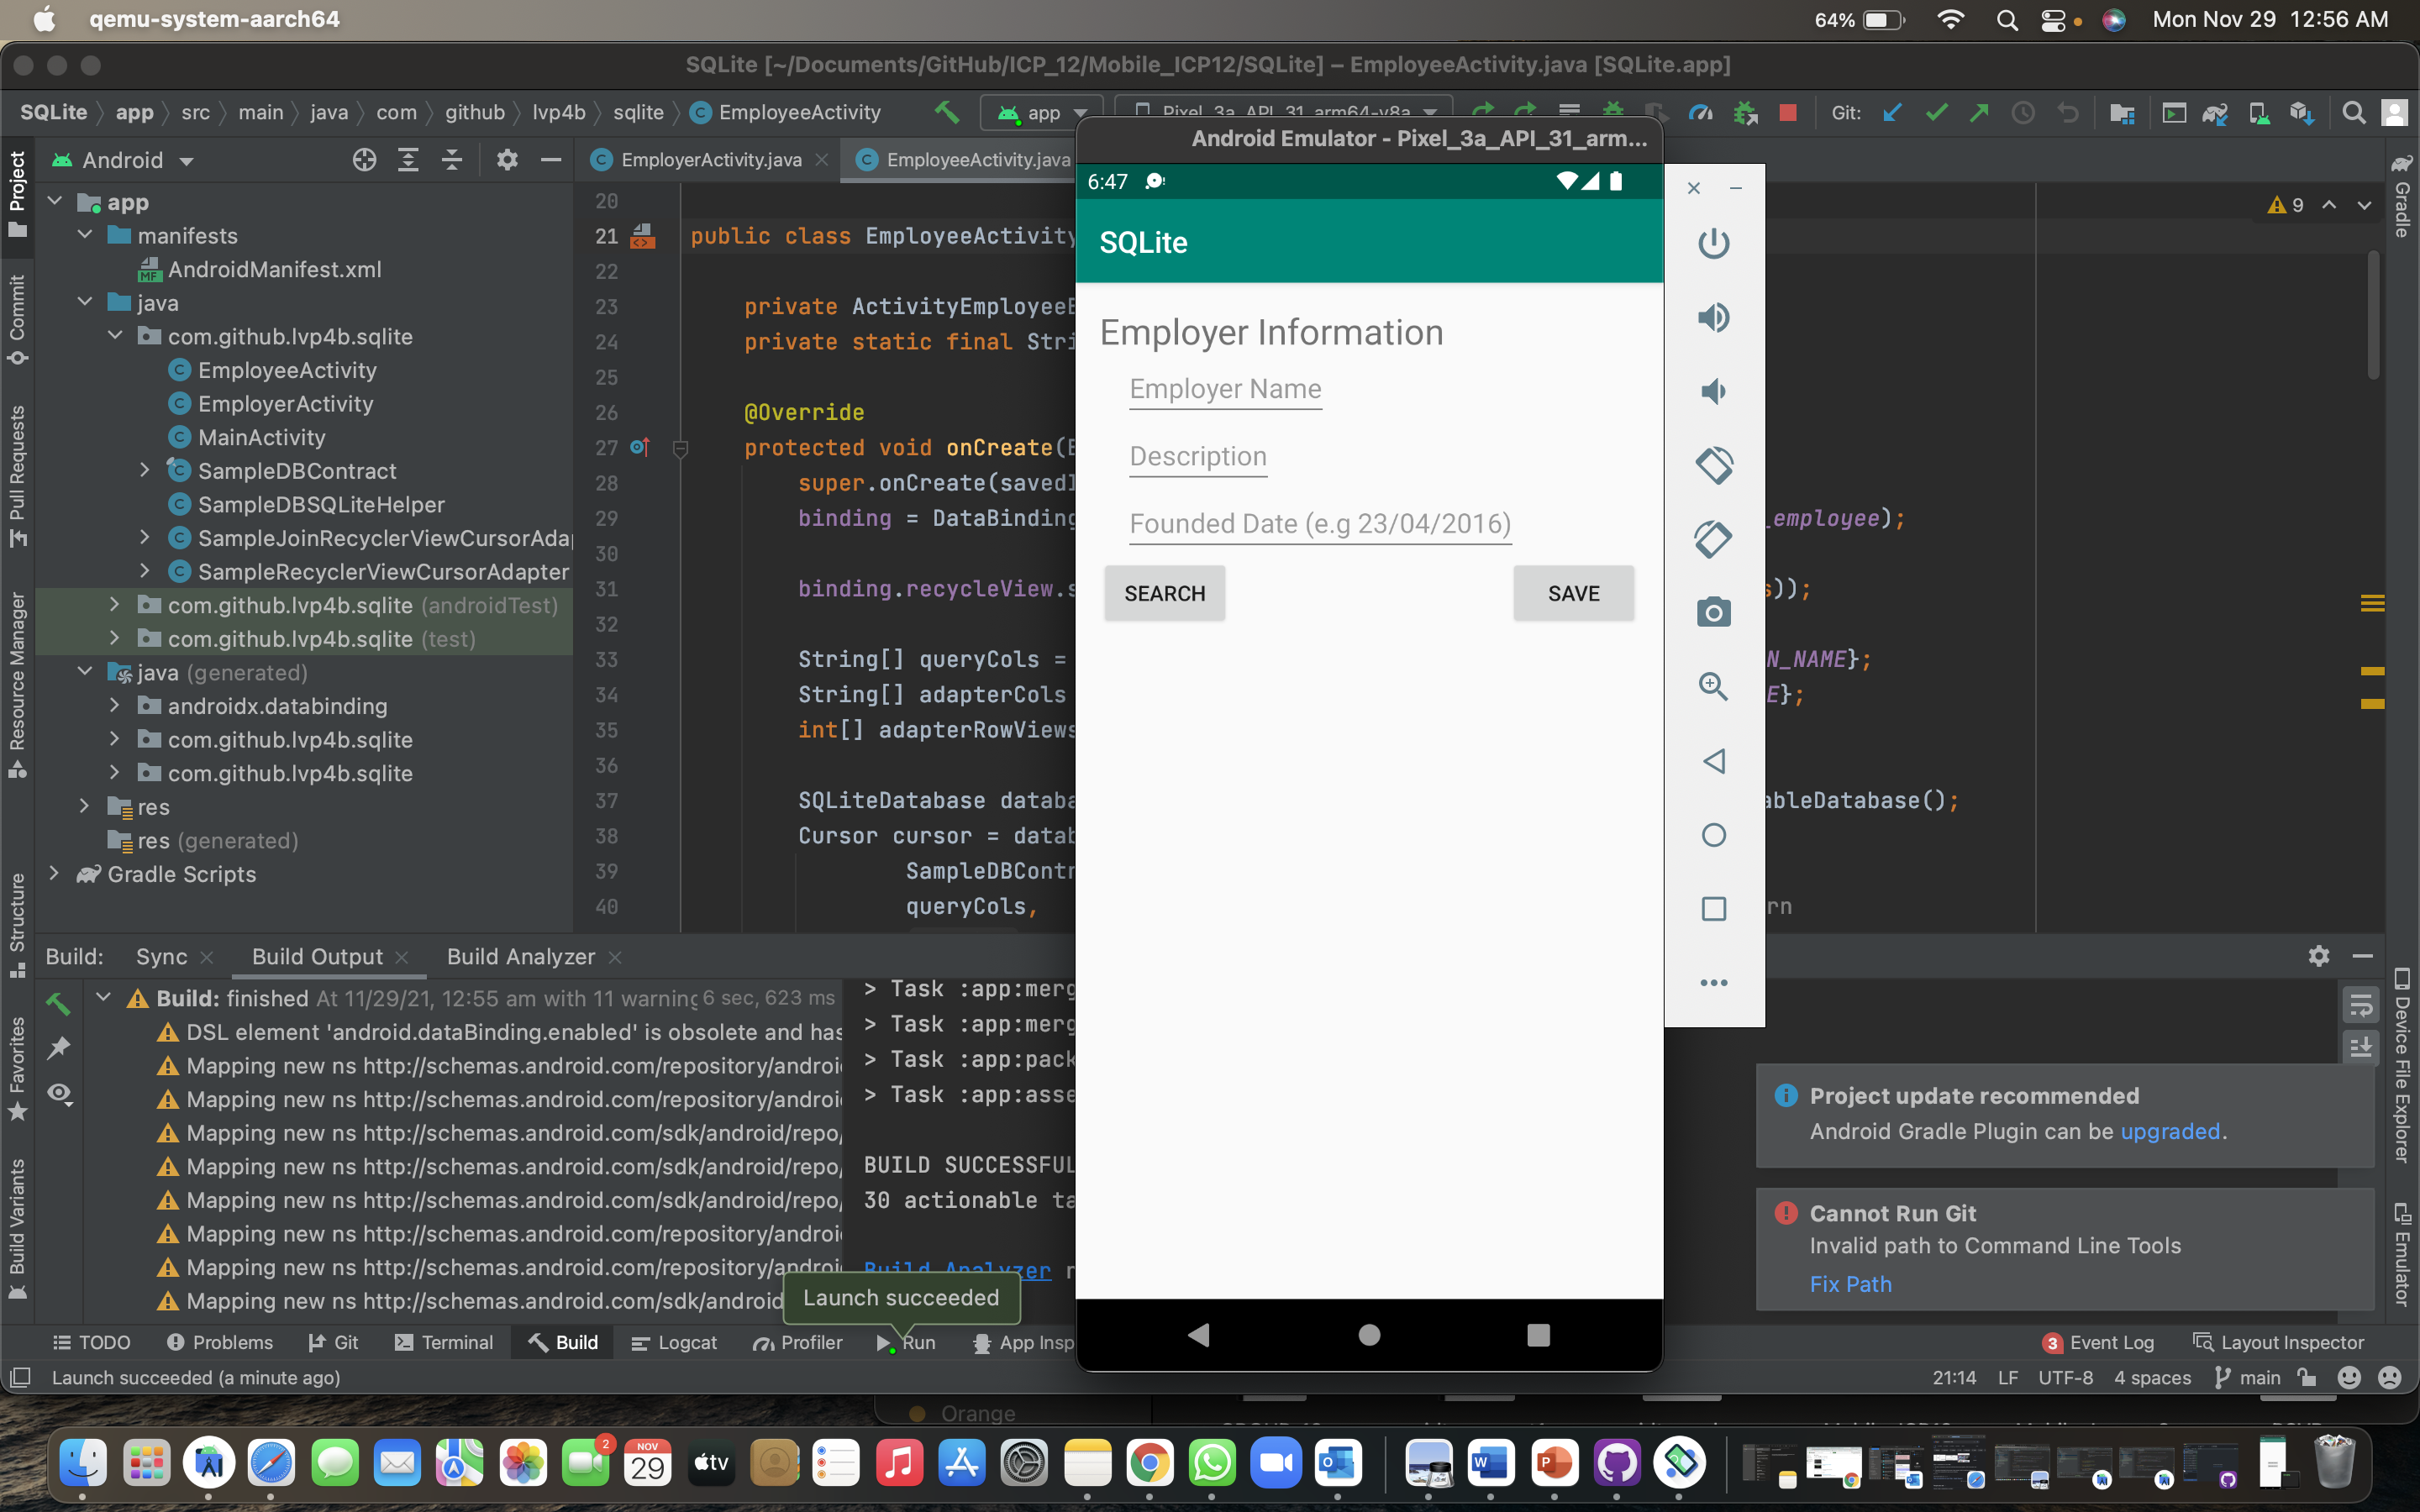 qemu-system-aarch64
64%
Mon Nov 29 12:56 AM
SQLite [~/Documents/GitHub/ICP_12/Mobile_ICP12/SQLite] – EmployeeActivity.java [SQLite.app]
SQLite
app
src
main
java
com
github
lvp4b
sqlite
EmployeeActivity
app
Pixel_3a_API_31_arm64-v8a
Git:
Project
Commit
Pull Requests
Resource Manager
Structure
Favorites
Build Variants
Android
app
manifests
AndroidManifest.xml
java
com.github.lvp4b.sqlite
EmployeeActivity
EmployerActivity
MainActivity
SampleDBContract
SampleDBSQLiteHelper
SampleJoinRecyclerViewCursorAda
SampleRecyclerViewCursorAdapter
com.github.lvp4b.sqlite (androidTest)
com.github.lvp4b.sqlite (test)
java (generated)
androidx.databinding
com.github.lvp4b.sqlite
com.github.lvp4b.sqlite
res
res (generated)
Gradle Scripts
EmployerActivity.java
EmployeeActivity.java
9
20
21 public class EmployeeActivity
22
23 private ActivityEmployeeB
24 private static final Stri
25
26 @Override
27 protected void onCreate(B
28 super.onCreate(savedI
29 binding = DataBinding _employee);
30
31 binding.recycleView.s s));
32
33 String[] queryCols = N_NAME};
34 String[] adapterCols E};
35 int[] adapterRowViews
36
37 SQLiteDatabase databa ableDatabase();
38 Cursor cursor = datab
39 SampleDBContr
40 queryCols, rn
Android Emulator - Pixel_3a_API_31_arm...
6:47
SQLite
Employer Information
Employer Name
Description
Founded Date (e.g 23/04/2016)
SEARCH
SAVE
Gradle
Device File Explorer
Emulator
Build:
Sync
Build Output
Build Analyzer
Build: finished At 11/29/21, 12:55 am with 11 warning 6 sec, 623 ms
DSL element 'android.dataBinding.enabled' is obsolete and has
Mapping new ns http://schemas.android.com/repository/androi
Mapping new ns http://schemas.android.com/repository/androi
Mapping new ns http://schemas.android.com/sdk/android/repo/
Mapping new ns http://schemas.android.com/sdk/android/repo/
Mapping new ns http://schemas.android.com/sdk/android/repo/
Mapping new ns http://schemas.android.com/repository/androi
Mapping new ns http://schemas.android.com/repository/androi
Mapping new ns http://schemas.android.com/sdk/android
> Task :app:merg
> Task :app:merg
> Task :app:pack
> Task :app:asse
BUILD SUCCESSFUL
30 actionable ta
Build Analyzer r
Launch succeeded
Project update recommended
Android Gradle Plugin can be upgraded.
Cannot Run Git
Invalid path to Command Line Tools
Fix Path
TODO
Problems
Git
Terminal
Build
Logcat
Profiler
Run
App Insp
3 Event Log
Layout Inspector
Launch succeeded (a minute ago)
21:14
LF
UTF-8
4 spaces
main
Orange
2
NOV
29
tv